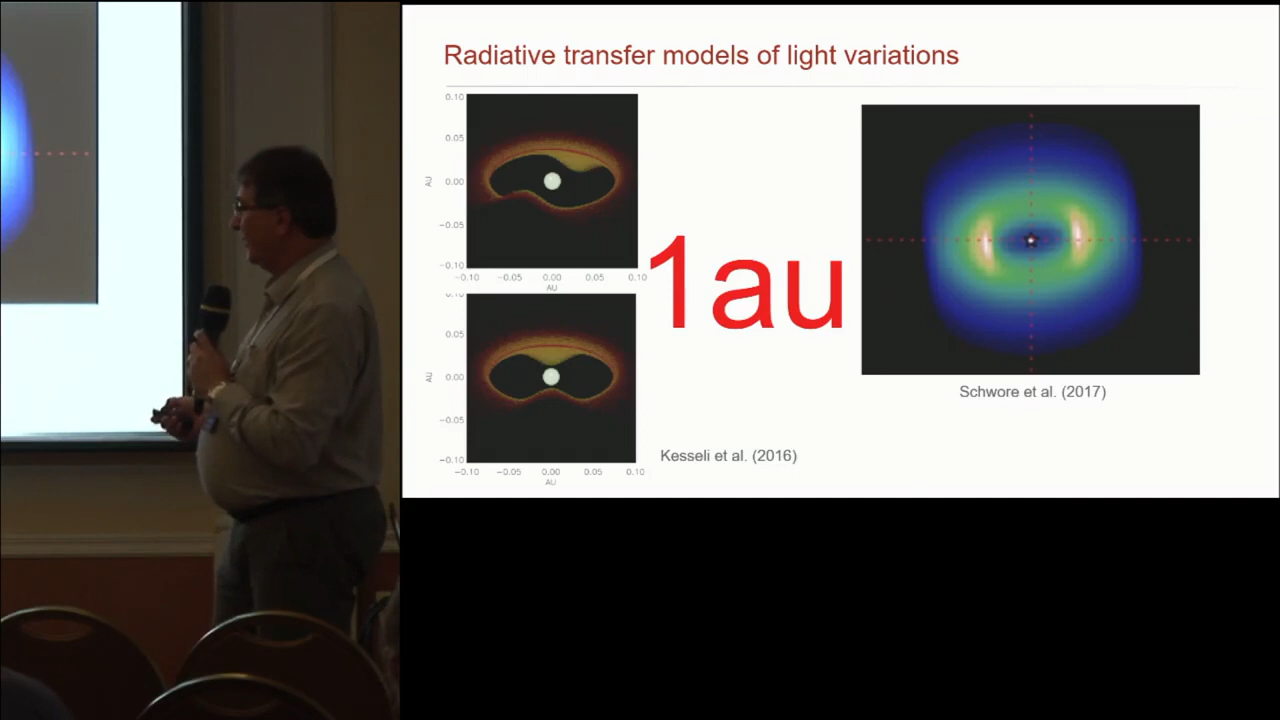 Radiative transfer models of light variations
0.10
0.05
0.00
−0.05
−0.10
AU
−0.10 −0.05 0.00 0.05 0.10
AU
0.05
0.00
−0.05
−0.10
AU
−0.10 −0.05 0.00 0.05 0.10
AU
1au
Schwore et al. (2017)
Kesseli et al. (2016)